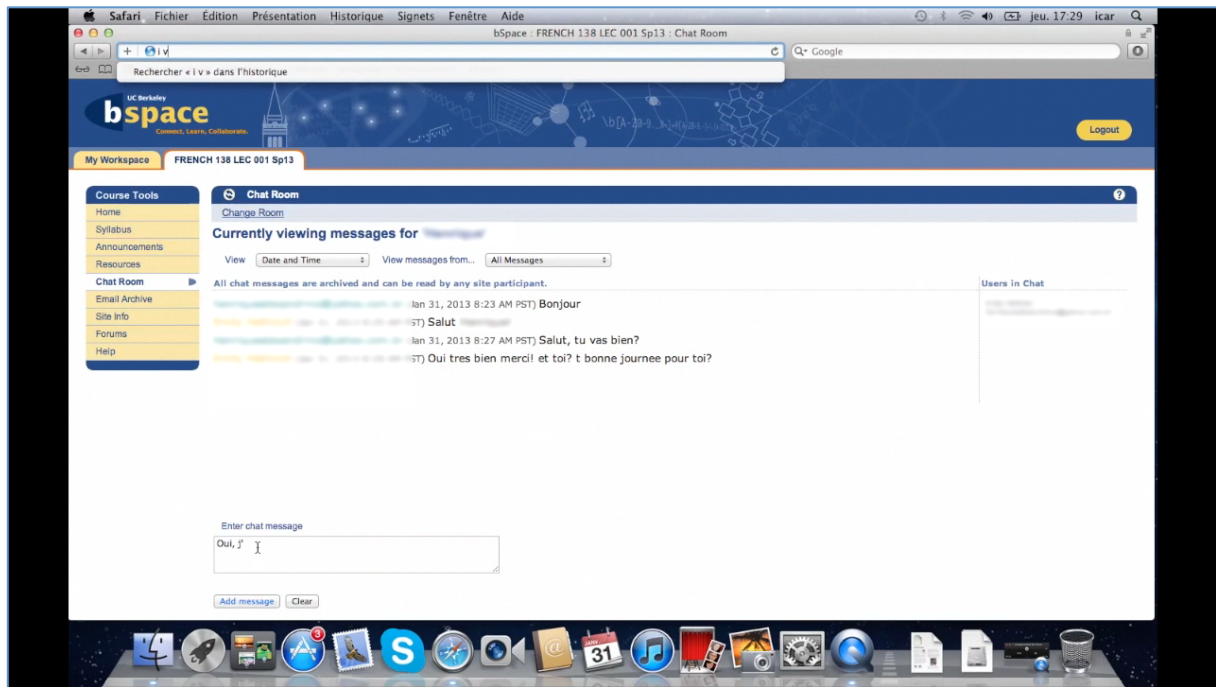 Safari Fichier Édition Présentation Historique Signets Fenêtre Aide jeu. 17:29 icar
bSpace : FRENCH 138 LEC 001 Sp13 : Chat Room
i v Google
Rechercher « i v » dans l'historique
UC Berkeley
bspace
Connect, Learn, Collaborate.
Logout
My Workspace FRENCH 138 LEC 001 Sp13
Course Tools
Home
Syllabus
Announcements
Resources
Chat Room
Email Archive
Site Info
Forums
Help
Chat Room
Change Room
Currently viewing messages for
View Date and Time View messages from... All Messages
All chat messages are archived and can be read by any site participant.
Users in Chat
Jan 31, 2013 8:23 AM PST) Bonjour
ST) Salut
Jan 31, 2013 8:27 AM PST) Salut, tu vas bien?
ST) Oui tres bien merci! et toi? t bonne journee pour toi?
Enter chat message
Oui, j'
Add message Clear
3
31